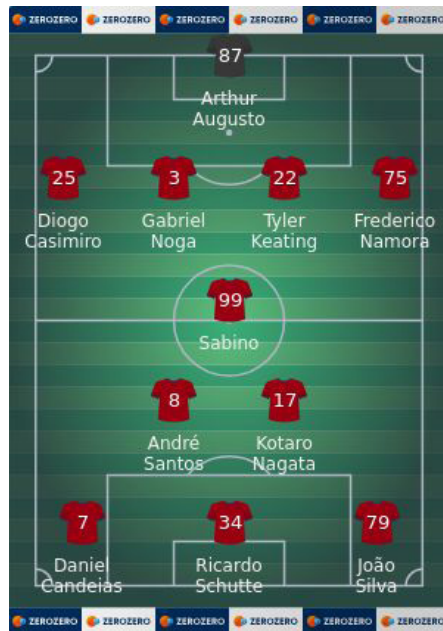 ZEROZERO ZEROZERO ZEROZERO ZEROZERO ZEROZERO ZEROZERO
87
Arthur
Augusto
25 3 22 75
Diogo Gabriel Tyler Frederico
Casimiro Noga Keating Namora
99
Sabino
8 17
André Kotaro
Santos Nagata
7 34 79
Daniel Ricardo João
Candeias Schutte Silva
ZEROZERO ZEROZERO ZEROZERO ZEROZERO ZEROZERO ZEROZERO